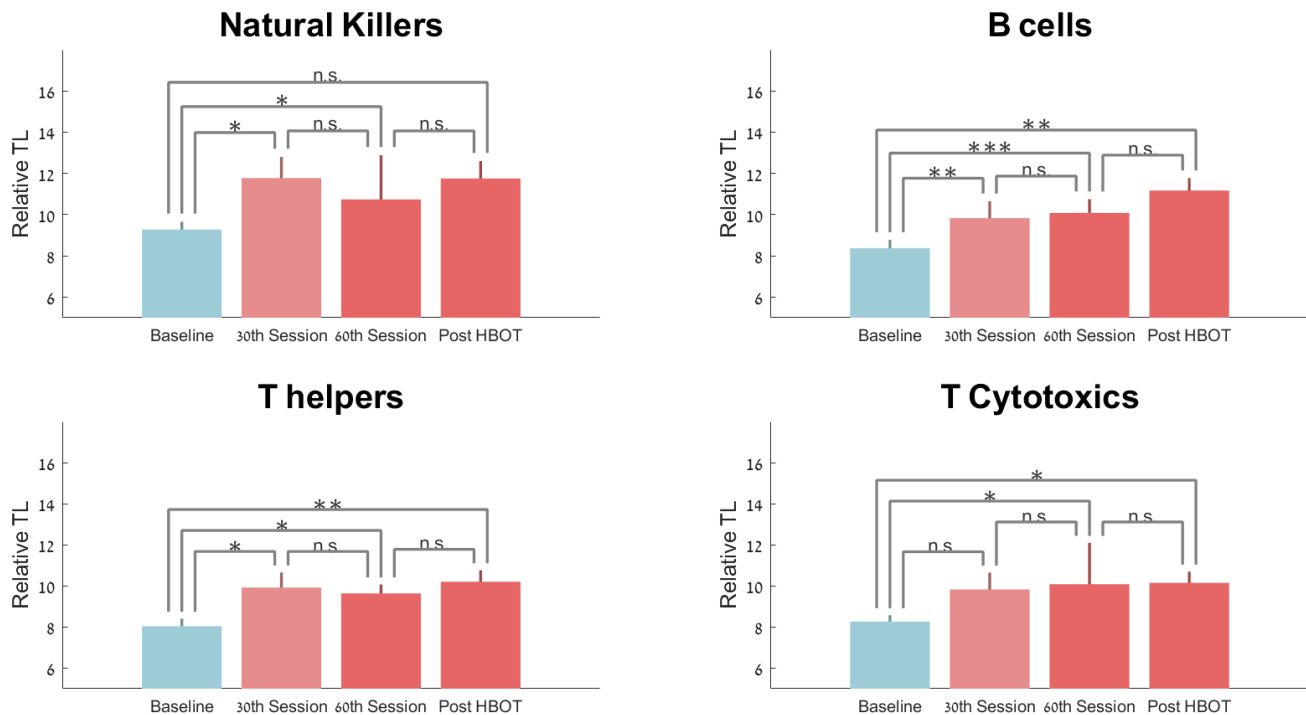 Natural Killers
Relative TL
16
14
12
10
8
6
n.s.
*
*
n.s.
n.s.
Baseline
30th Session
60th Session
Post HBOT
B cells
Relative TL
16
14
12
10
8
6
**
***
n.s.
**
n.s.
Baseline
30th Session
60th Session
Post HBOT
T helpers
Relative TL
16
14
12
10
8
6
**
*
*
n.s.
n.s.
Baseline
30th Session
60th Session
Post HBOT
T Cytotoxics
Relative TL
16
14
12
10
8
6
*
*
n.s.
n.s.
n.s.
Baseline
30th Session
60th Session
Post HBOT